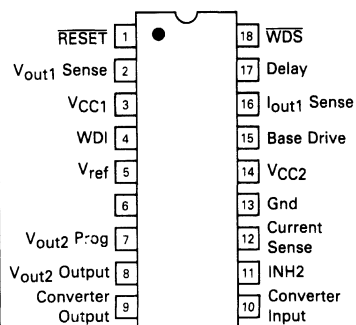 RESET 1 18 WDS
Vout1 Sense 2 17 Delay
VCC1 3 16 Iout1 Sense
WDI 4 15 Base Drive
Vref 5 14 VCC2
6 13 Gnd
Vout2 Prog 7 12 Current Sense
Vout2 Output 8 11 INH2
Converter Output 9 10 Converter Input